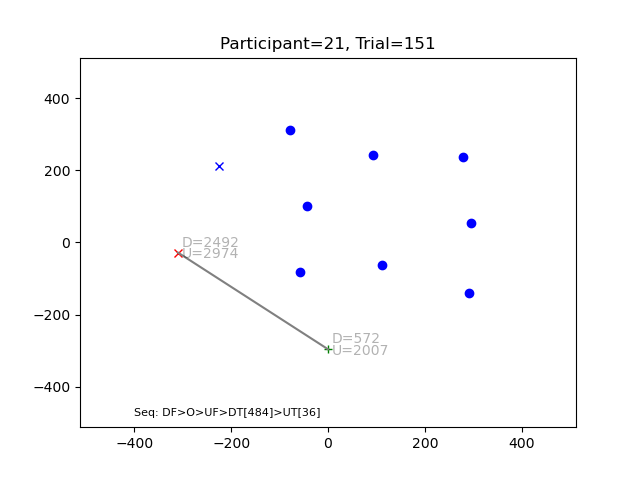 Participant=21, Trial=151
400
200
0
−200
−400
D=2492
U=2974
D=572
U=2007
Seq: DF>O>UF>DT[484]>UT[36]
−400
−200
0
200
400